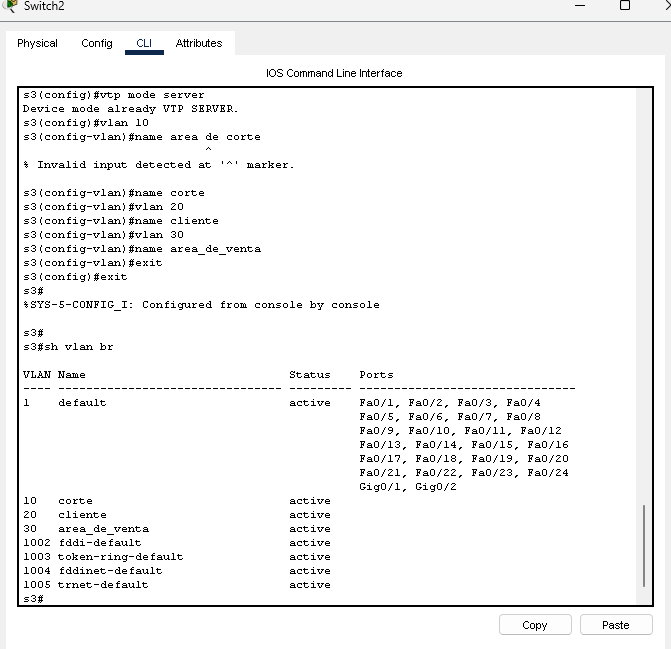 Switch2
Physical Config CLI Attributes
IOS Command Line Interface
s3(config)#vtp mode server
Device mode already VTP SERVER.
s3(config)#vlan 10
s3(config-vlan)#name area de corte
^
% Invalid input detected at '^' marker.
s3(config-vlan)#name corte
s3(config-vlan)#vlan 20
s3(config-vlan)#name cliente
s3(config-vlan)#vlan 30
s3(config-vlan)#name area_de_venta
s3(config-vlan)#exit
s3(config)#exit
s3#
%SYS-5-CONFIG_I: Configured from console by console
s3#
s3#sh vlan br
VLAN Name Status Ports
---- -------------------------------- --------- -------------------------------
1 default active Fa0/1, Fa0/2, Fa0/3, Fa0/4
Fa0/5, Fa0/6, Fa0/7, Fa0/8
Fa0/9, Fa0/10, Fa0/11, Fa0/12
Fa0/13, Fa0/14, Fa0/15, Fa0/16
Fa0/17, Fa0/18, Fa0/19, Fa0/20
Fa0/21, Fa0/22, Fa0/23, Fa0/24
Gig0/1, Gig0/2
10 corte active
20 cliente active
30 area_de_venta active
1002 fddi-default active
1003 token-ring-default active
1004 fddinet-default active
1005 trnet-default active
s3#
Copy Paste